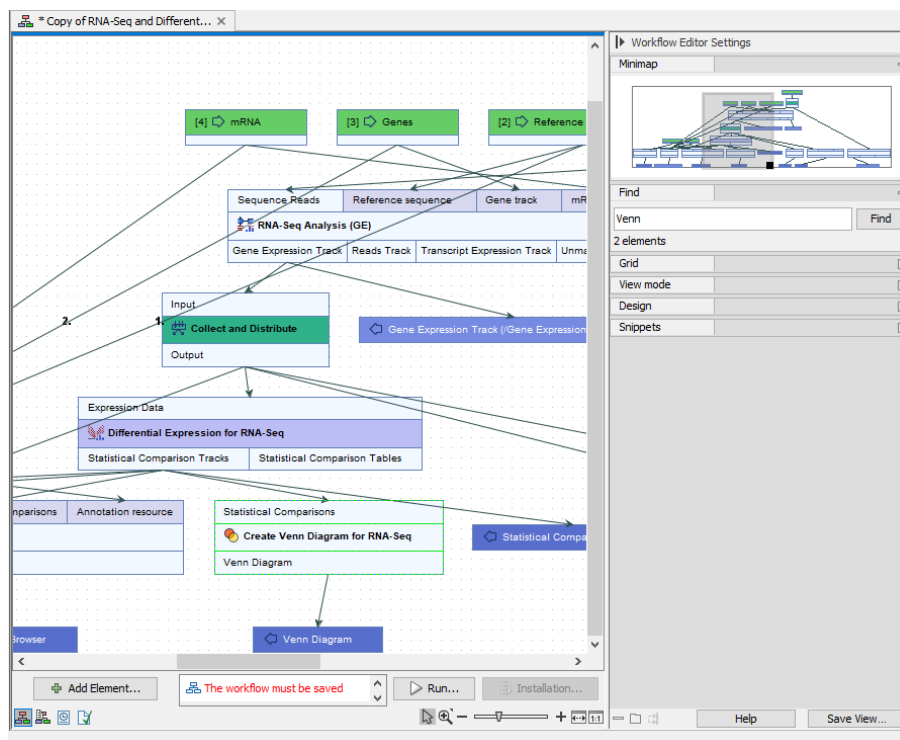 * Copy of RNA-Seq and Different... ×
Workflow Editor Settings
Minimap
[4] mRNA
[3] Genes
[2] Reference
Find
Sequence Reads
Reference sequence
Gene track
Venn
Find
RNA-Seq Analysis (GE)
2 elements
Gene Expression Track
Reads Track
Transcript Expression Track
Grid
View mode
Input
Design
2.
1.
Collect and Distribute
Gene Expression Track (/Gene Expression
Snippets
Output
Expression Data
Differential Expression for RNA-Seq
Statistical Comparison Tracks
Statistical Comparison Tables
Annotation resource
Statistical Comparisons
Create Venn Diagram for RNA-Seq
Statistical Compa
Venn Diagram
Browser
Venn Diagram
Add Element...
The workflow must be saved
Run...
Installation...
1:1
Help
Save View...